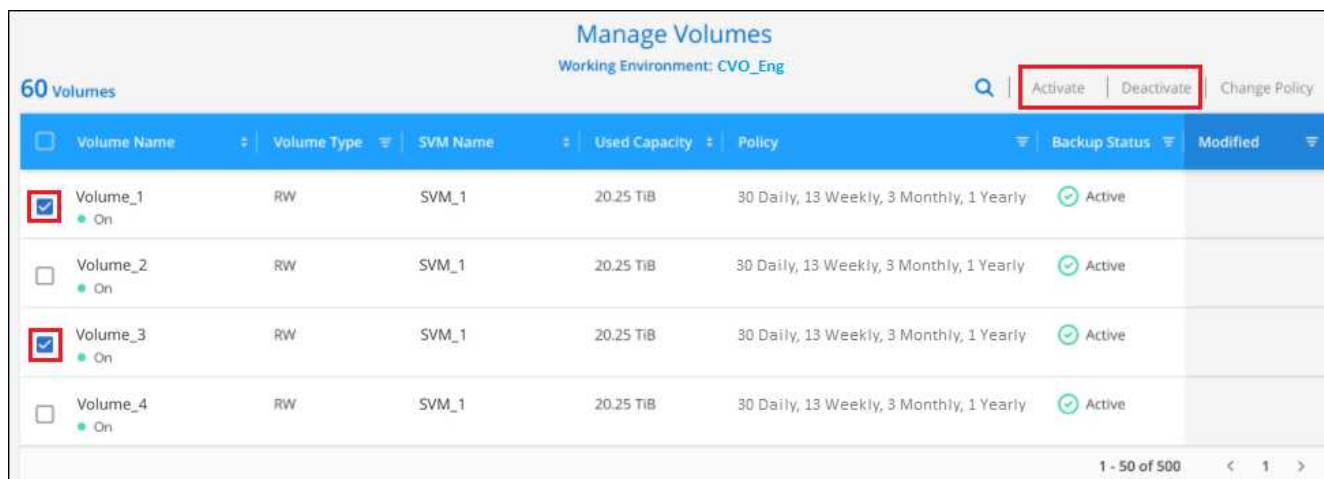 Manage Volumes
Working Environment: CVO_Eng
60 Volumes
Activate | Deactivate | Change Policy
Volume Name Volume Type SVM Name Used Capacity Policy Backup Status Modified
Volume_1 RW SVM_1 20.25 TiB 30 Daily, 13 Weekly, 3 Monthly, 1 Yearly Active
On
Volume_2 RW SVM_1 20.25 TiB 30 Daily, 13 Weekly, 3 Monthly, 1 Yearly Active
On
Volume_3 RW SVM_1 20.25 TiB 30 Daily, 13 Weekly, 3 Monthly, 1 Yearly Active
On
Volume_4 RW SVM_1 20.25 TiB 30 Daily, 13 Weekly, 3 Monthly, 1 Yearly Active
On
1 - 50 of 500 < 1 >